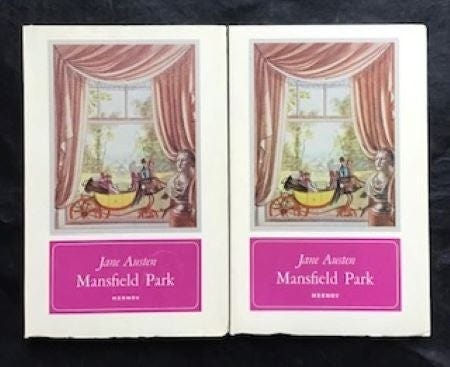 Jane Austen
Mansfield Park
HERMES
Jane Austen
Mansfield Park
HERMES